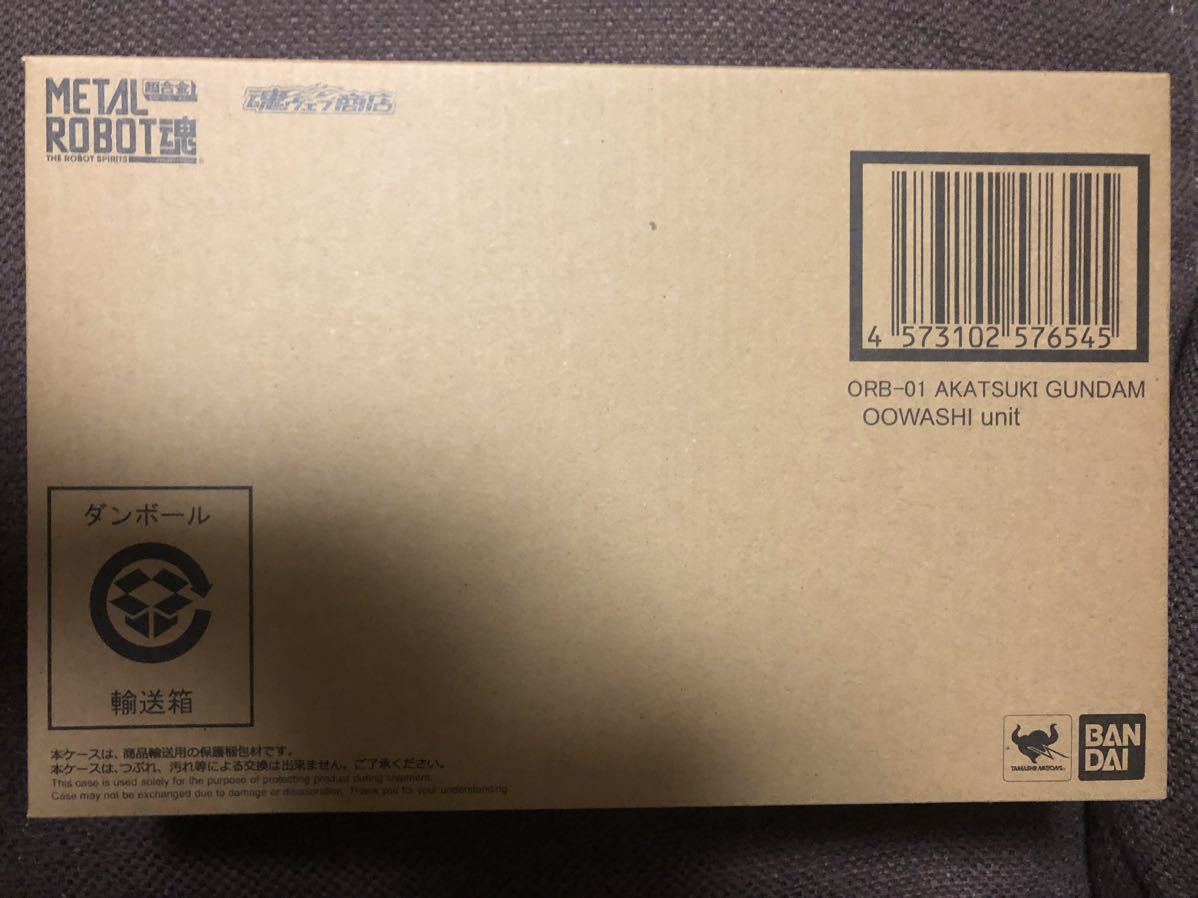 METAL 超合金
ROBOT魂
THE ROBOT SPIRITS
魂ウェブ商店
4 573102 576545
ORB-01 AKATSUKI GUNDAM
OOWASHI unit
ダンボール
輸送箱
本ケースは、商品輸送用の保護梱包材です。
本ケースは、つぶれ、汚れ等による交換は出来ません。ご了承ください。
This case is used solely for the purpose of protecting product during shipment.
Case may not be exchanged due to damage or discoloration. Thank you for your understanding.
TAMASHII NATIONS
BAN
DAI